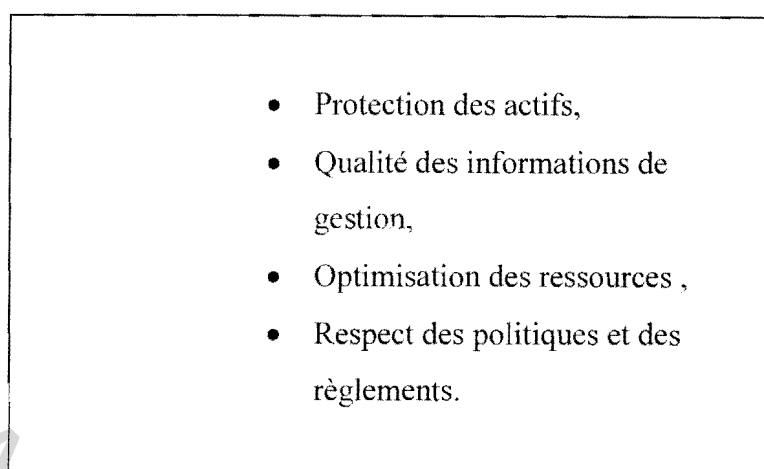 • Protection des actifs,
• Qualité des informations de
gestion,
• Optimisation des ressources ,
• Respect des politiques et des
règlements.